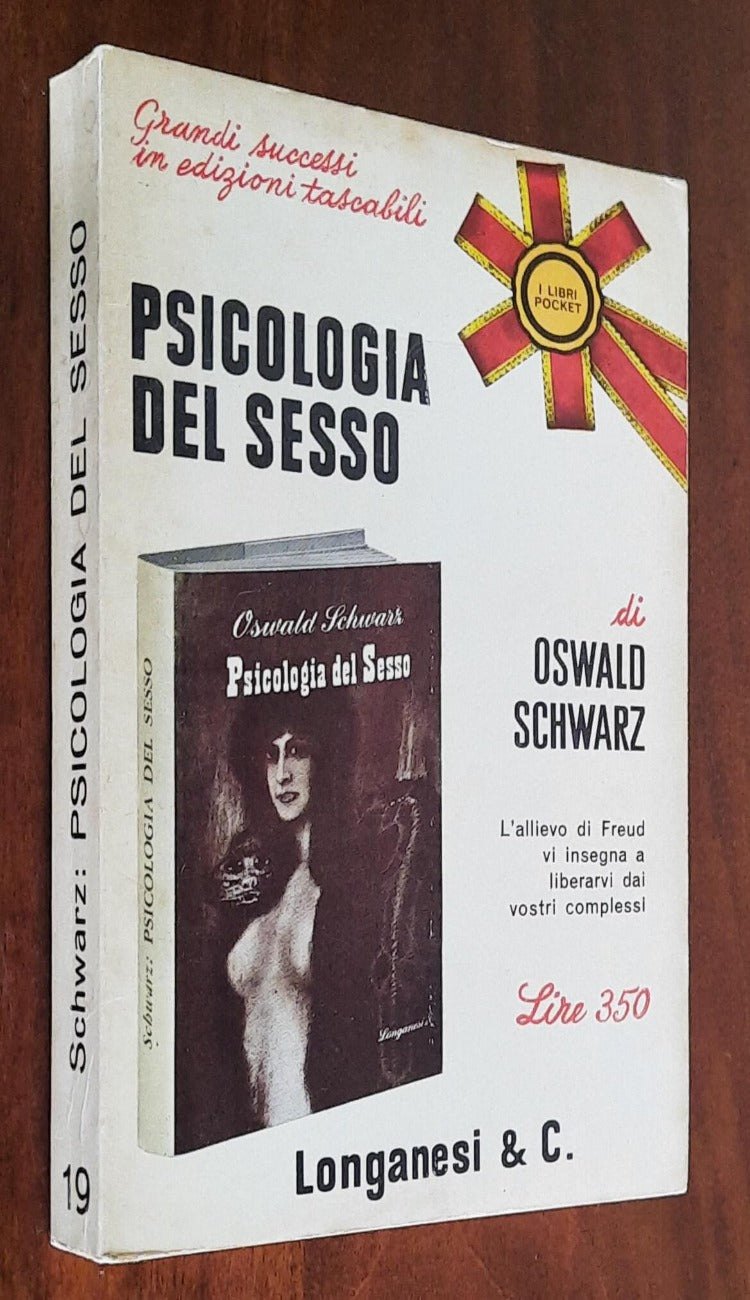 Grandi successi
in edizioni tascabili
I LIBRI
POCKET
PSICOLOGIA
DEL SESSO
di
OSWALD
SCHWARZ
L'allievo di Freud
vi insegna a
liberarvi dai
vostri complessi
Lire 350
Oswald Schwarz
Psicologia del Sesso
Longanesi &
Schwarz: PSICOLOGIA DEL SESSO
Longanesi & C.
Schwarz: PSICOLOGIA DEL SESSO
19